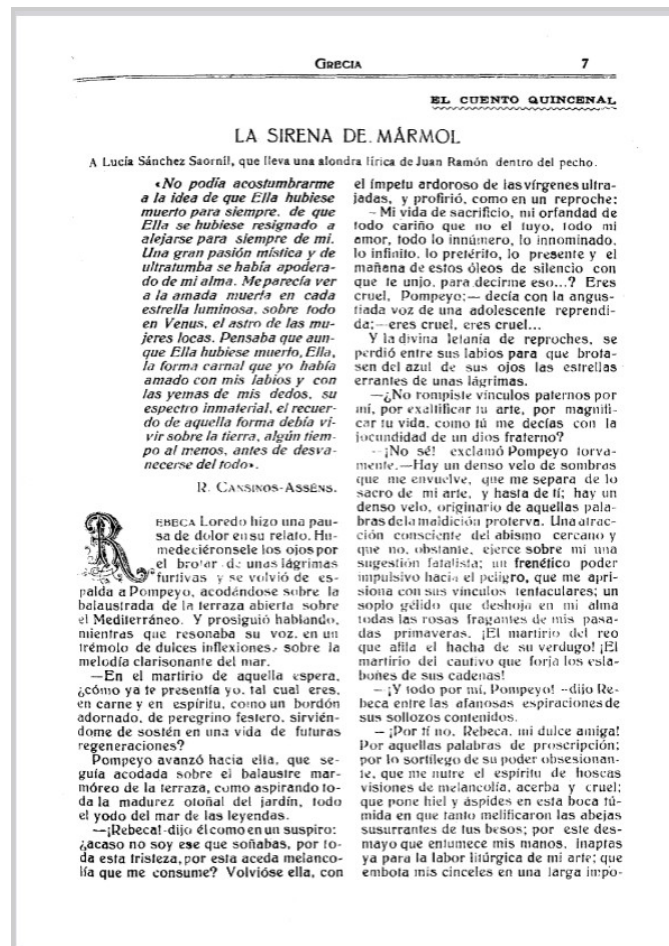 GRECIA
7
EL CUENTO QUINCENAL
LA SIRENA DE MÁRMOL
A Lucía Sánchez Saornil, que lleva una alondra lírica de Juan Ramón dentro del pecho.
«No podía acostumbrarme
a la idea de que Ella hubiese
muerto para siempre, de que
Ella se hubiese resignado a
alejarse para siempre de mi.
Una gran pasión mística y de
ultratumba se había apodera-
do de mi alma. Me parecía ver
a la amada muerta en cada
estrella luminosa, sobre todo
en Venus, el astro de las mu-
jeres locas. Pensaba que aun-
que Ella hubiese muerto, Ella,
la forma carnal que yo había
amado con mis labios y con
las yemas de mis dedos, su
espectro inmaterial, el recuer-
do de aquella forma debía vi-
vir sobre la tierra, algún tiem-
po al menos, antes de desva-
necerse del todo».
R. CANSINOS-ASSÉNS.
REBECA Loredo hizo una pau-
sa de dolor en su relato. Hu-
medeciéronsele los ojos por
el brotar de unas lágrimas
furtivas y se volvió de es-
palda a Pompeyo, acodándose sobre la
balaustrada de la terraza abierta sobre
el Mediterráneo. Y prosiguió hablando,
mientras que resonaba su voz, en un
trémolo de dulces inflexiones, sobre la
melodía clarisonante del mar.
—En el martirio de aquella espera,
¿cómo ya te presentía yo, tal cual eres,
en carne y en espíritu, como un bordón
adornado, de peregrino festero, sirvién-
dome de sostén en una vida de futuras
regeneraciones?
Pompeyo avanzó hacia ella, que se-
guía acodada sobre el balaustre mar-
móreo de la terraza, como aspirando to-
da la madurez otoñal del jardín, todo
el yodo del mar de las leyendas.
—¡Rebeca!-dijo él como en un suspiro:
¿acaso no soy ese que soñabas, por to-
da esta tristeza, por esta aceda melanco-
lía que me consume? Volvióse ella, con
el ímpetu ardoroso de las vírgenes ultra-
jadas, y profirió, como en un reproche:
—Mi vida de sacrificio, mi orfandad de
todo cariño que no el tuyo, todo mi
amor, todo lo innúmero, lo innominado,
lo infinito, lo pretérito, lo presente y el
mañana de estos óleos de silencio con
que te unjo, para decirme eso...? Eres
cruel, Pompeyo;—decía con la angus-
tiada voz de una adolescente reprendi-
da;—eres cruel, eres cruel...
Y la divina letanía de reproches, se
perdió entre sus labios para que brota-
sen del azul de sus ojos las estrellas
errantes de unas lágrimas.
—¿No rompiste vínculos paternos por
mí, por exaltificar tu arte, por magnifi-
car tu vida, como tú me decías con la
jocundidad de un dios fraterno?
—¡No sé! exclamó Pompeyo torva-
mente.—Hay un denso velo de sombras
que me envuelve, que me separa de lo
sacro de mi arte, y hasta de tí; hay un
denso velo, originario de aquellas pala-
bras de la maldición proterva. Una atrac-
ción consciente del abismo cercano y
que no, obstante, ejerce sobre mi una
sugestión fatalista; un frenético poder
impulsivo hacia el peligro, que me apri-
siona con sus vínculos tentaculares; un
soplo gélido que deshoja en mi alma
todas las rosas fragantes de mis pasa-
das primaveras. ¡El martirio del reo
que afila el hacha de su verdugo! ¡El
martirio del cautivo que forja los esla-
bones de sus cadenas!
—¡Y todo por mí, Pompeyo! —dijo Re-
beca entre las afanosas espiraciones de
sus sollozos contenidos.
—¡Por tí no, Rebeca, mi dulce amiga!
Por aquellas palabras de proscripción;
por lo sortílego de su poder obsesionan-
te, que me nutre el espíritu de hoscas
visiones de melancolía, acerba y cruel;
que pone hiel y áspides en esta boca tú-
mida en que tanto melificaron las abejas
susurrantes de tus besos; por este des-
mayo que entumece mis manos, inaptas
ya para la labor litúrgica de mi arte; que
embota mis cinceles en una larga impo-